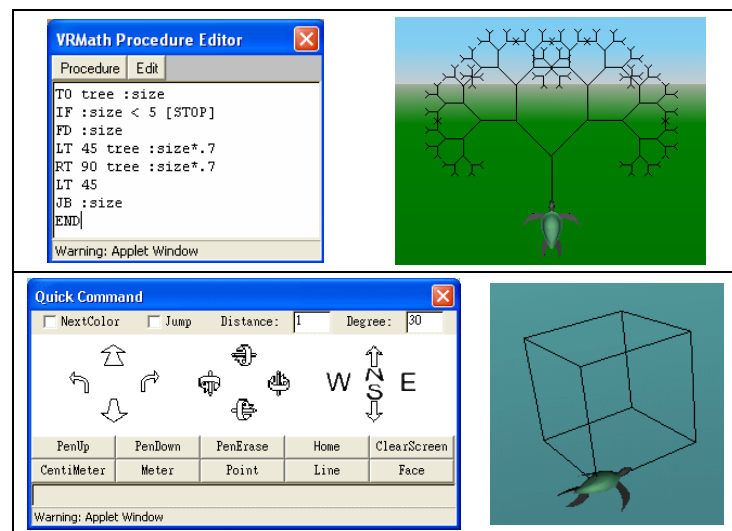 VRMath Procedure Editor
Procedure Edit
TO tree :size
IF :size < 5 [STOP]
FD :size
LT 45 tree :size*.7
RT 90 tree :size*.7
LT 45
JB :size
END
Warning: Applet Window
Quick Command
NextColor Jump Distance: 1 Degree: 30
W N S E
PenUp PenDown PenErase Home ClearScreen
CentiMeter Meter Point Line Face
Warning: Applet Window